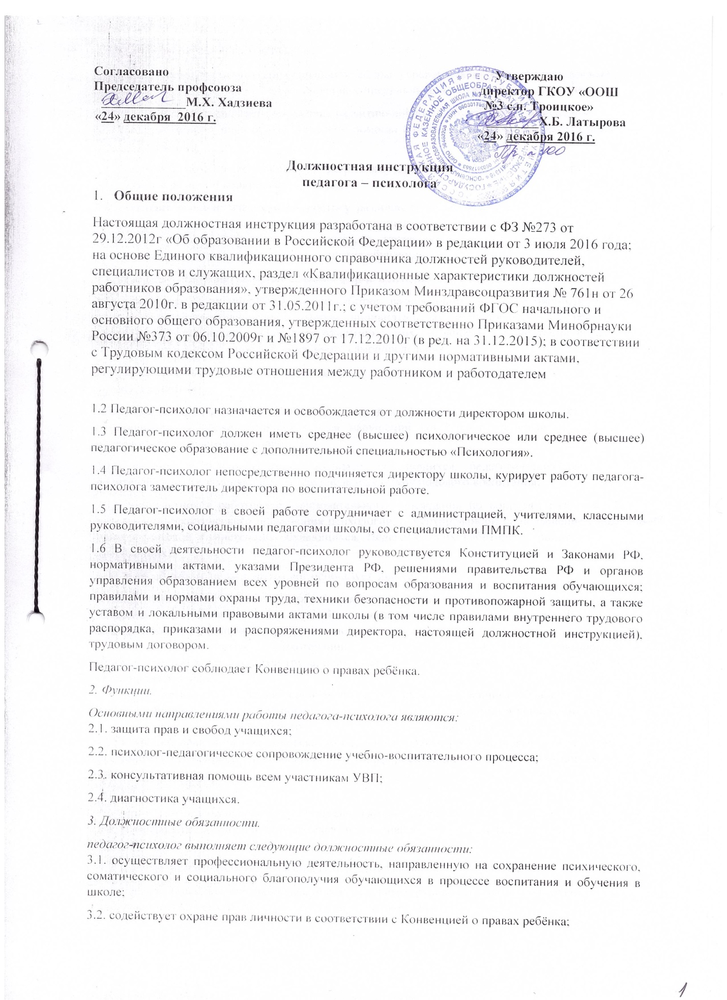 Согласовано
Председатель профсоюза
____________ М.Х. Хадзиева
«24» декабря 2016 г.
Утверждаю
директор ГКОУ «ООШ
№3 с.п. Троицкое»
________Х.Б. Латырова
«24» декабря 2016 г.
Должностная инструкция
педагога – психолога
1. Общие положения
Настоящая должностная инструкция разработана в соответствии с ФЗ №273 от
29.12.2012г «Об образовании в Российской Федерации» в редакции от 3 июля 2016 года;
на основе Единого квалификационного справочника должностей руководителей,
специалистов и служащих, раздел «Квалификационные характеристики должностей
работников образования», утвержденного Приказом Минздравсоцразвития № 761н от 26
августа 2010г. в редакции от 31.05.2011г.; с учетом требований ФГОС начального и
основного общего образования, утвержденных соответственно Приказами Минобрнауки
России №373 от 06.10.2009г и №1897 от 17.12.2010г (в ред. на 31.12.2015); в соответствии
с Трудовым кодексом Российской Федерации и другими нормативными актами,
регулирующими трудовые отношения между работником и работодателем
1.2 Педагог-психолог назначается и освобождается от должности директором школы.
1.3 Педагог-психолог должен иметь среднее (высшее) психологическое или среднее (высшее)
педагогическое образование с дополнительной специальностью «Психология».
1.4 Педагог-психолог непосредственно подчиняется директору школы, курирует работу педагога-
психолога заместитель директора по воспитательной работе.
1.5 Педагог-психолог в своей работе сотрудничает с администрацией, учителями, классными
руководителями, социальными педагогами школы, со специалистами ПМПК.
1.6 В своей деятельности педагог-психолог руководствуется Конституцией и Законами РФ,
нормативными актами, указами Президента РФ, решениями правительства РФ и органов
управления образованием всех уровней по вопросам образования и воспитания обучающихся;
правилами и нормами охраны труда, техники безопасности и противопожарной защиты, а также
уставом и локальными правовыми актами школы (в том числе правилами внутреннего трудового
распорядка, приказами и распоряжениями директора, настоящей должностной инструкцией),
трудовым договором.
Педагог-психолог соблюдает Конвенцию о правах ребёнка.
2. Функции.
Основными направлениями работы педагога-психолога являются:
2.1. защита прав и свобод учащихся;
2.2. психолог-педагогическое сопровождение учебно-воспитательного процесса;
2.3. консультативная помощь всем участникам УВП;
2.4. диагностика учащихся.
3. Должностные обязанности.
педагог-психолог выполняет следующие должностные обязанности:
3.1. осуществляет профессиональную деятельность, направленную на сохранение психического,
соматического и социального благополучия обучающихся в процессе воспитания и обучения в
школе;
3.2. содействует охране прав личности в соответствии с Конвенцией о правах ребёнка;
1